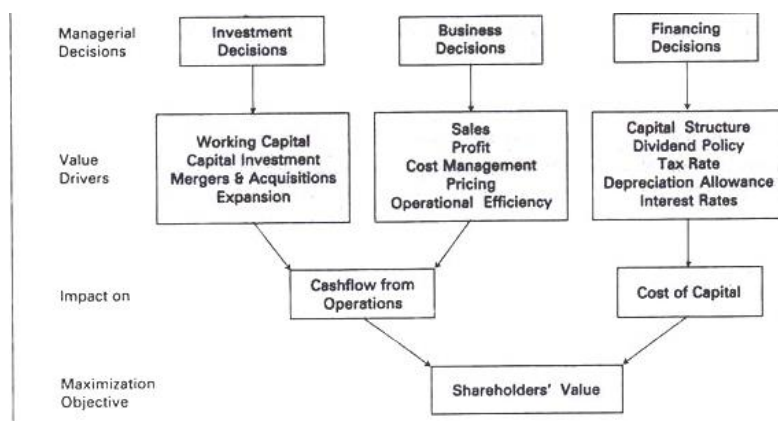 Managerial
Decisions
Investment
Decisions
Business
Decisions
Financing
Decisions
Value
Drivers
Working Capital
Capital Investment
Mergers & Acquisitions
Expansion
Sales
Profit
Cost Management
Pricing
Operational Efficiency
Capital Structure
Dividend Policy
Tax Rate
Depreciation Allowance
Interest Rates
Impact on
Cashflow from
Operations
Cost of Capital
Maximization
Objective
Shareholders' Value